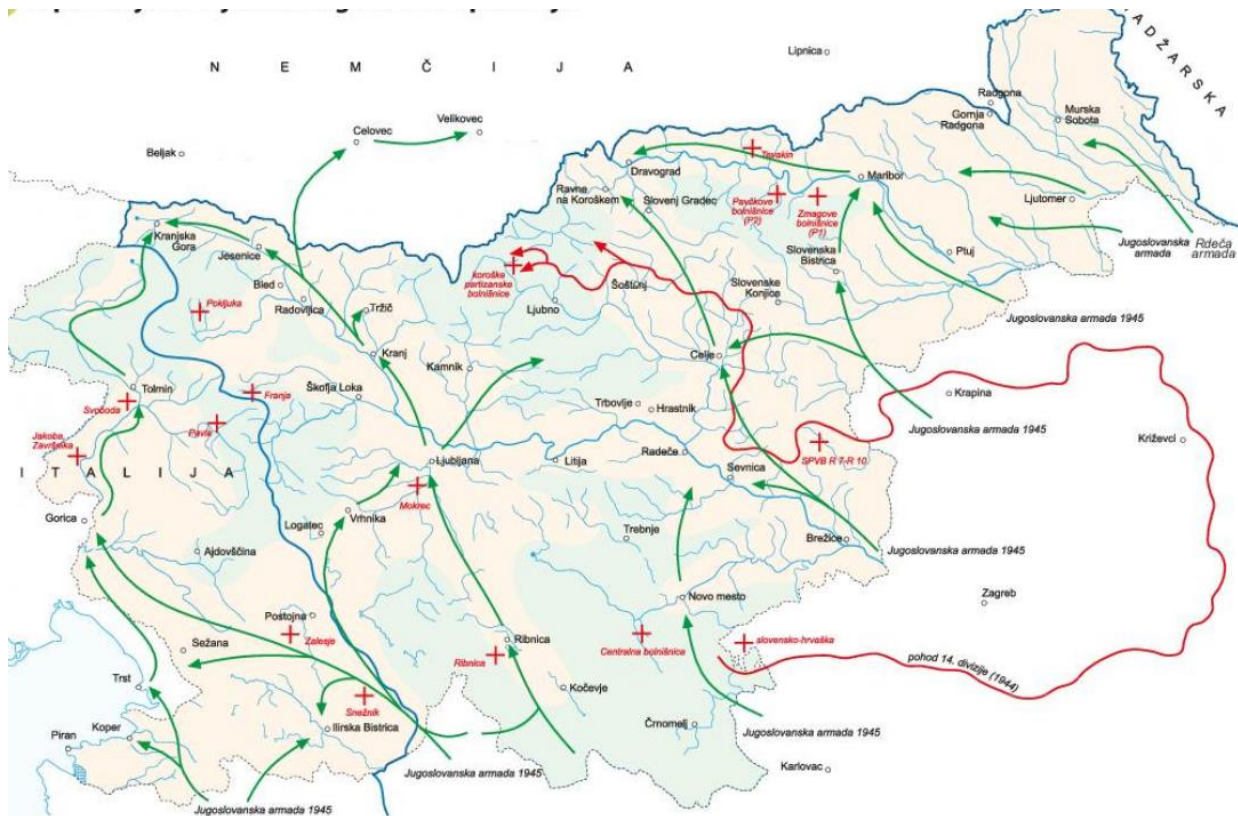 N E M Č I J A
MADŽARSKA
Lipnica
Radgona
Gornja
Radgona
Murska
Sobota
Velikovec
Celovec
Beljak
Dravograd
Ravne
na Koroškem
Slovenj Gradec
Pavčkove
bolnišnice
(P2)
Zmagove
bolnišnice
(P1)
Maribor
Ljutomer
Ptuj
Jugoslovanska
armada
Rdeča
armada
Kranjska
Gora
Jesenice
Bled
Radovljica
Tržič
Pokljuka
koroške
partizanske
bolnišnice
Ljubno
Šoštanj
Slovenska
Bistrica
Slovenske
Konjice
Jugoslovanska armada 1945
Kranj
Kamnik
Celje
Krapina
Tolmin
Svoboda
Franja
Škofja Loka
Pavla
Trbovlje
Hrastnik
Jugoslovanska armada 1945
Križevci
Jakoba
Završnika
I T A L I J A
Ljubljana
Litija
Radeče
Sevnica
SPVB R 7-R 10
Mokrec
Gorica
Logatec
Vrhnika
Trebnje
Brežice
Jugoslovanska armada 1945
Ajdovščina
Novo mesto
Zagreb
Postojna
Zalesje
Sežana
Ribnica
Ribnica
Centralna bolnišnica
slovensko-hrvaška
pohod 14. divizije (1944)
Trst
Snežnik
Kočevje
Koper
Ilirska Bistrica
Črnomelj
Piran
Jugoslovanska armada 1945
Jugoslovanska armada 1945
Karlovac
Jugoslovanska armada 1945